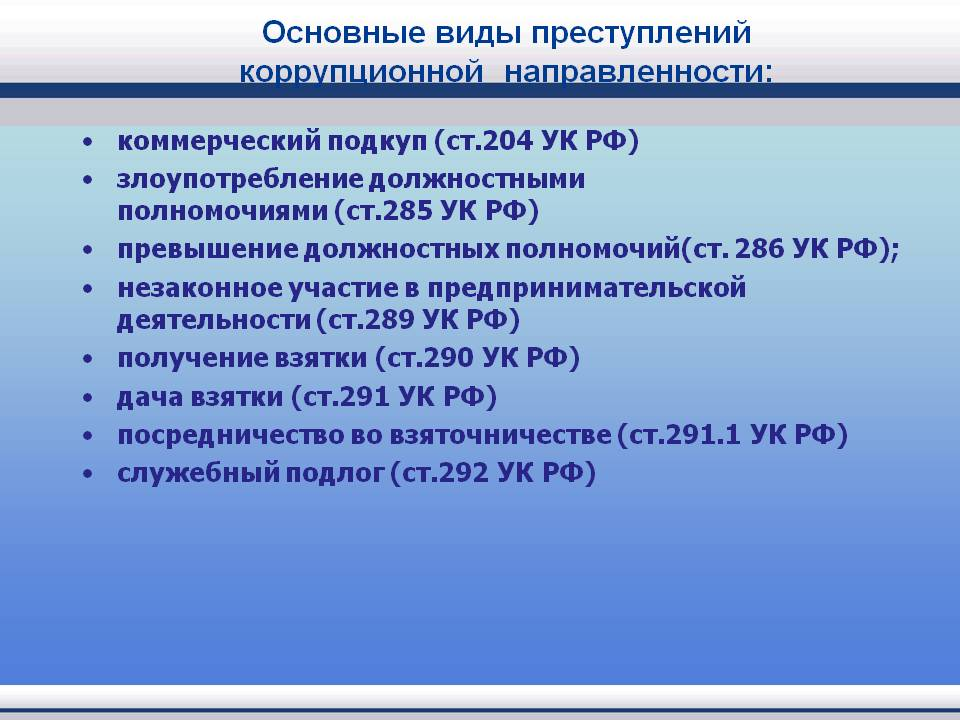 Основные виды преступлений
коррупционной направленности:
• коммерческий подкуп (ст.204 УК РФ)
• злоупотребление должностными
полномочиями (ст.285 УК РФ)
• превышение должностных полномочий(ст. 286 УК РФ);
• незаконное участие в предпринимательской
деятельности (ст.289 УК РФ)
• получение взятки (ст.290 УК РФ)
• дача взятки (ст.291 УК РФ)
• посредничество во взяточничестве (ст.291.1 УК РФ)
• служебный подлог (ст.292 УК РФ)